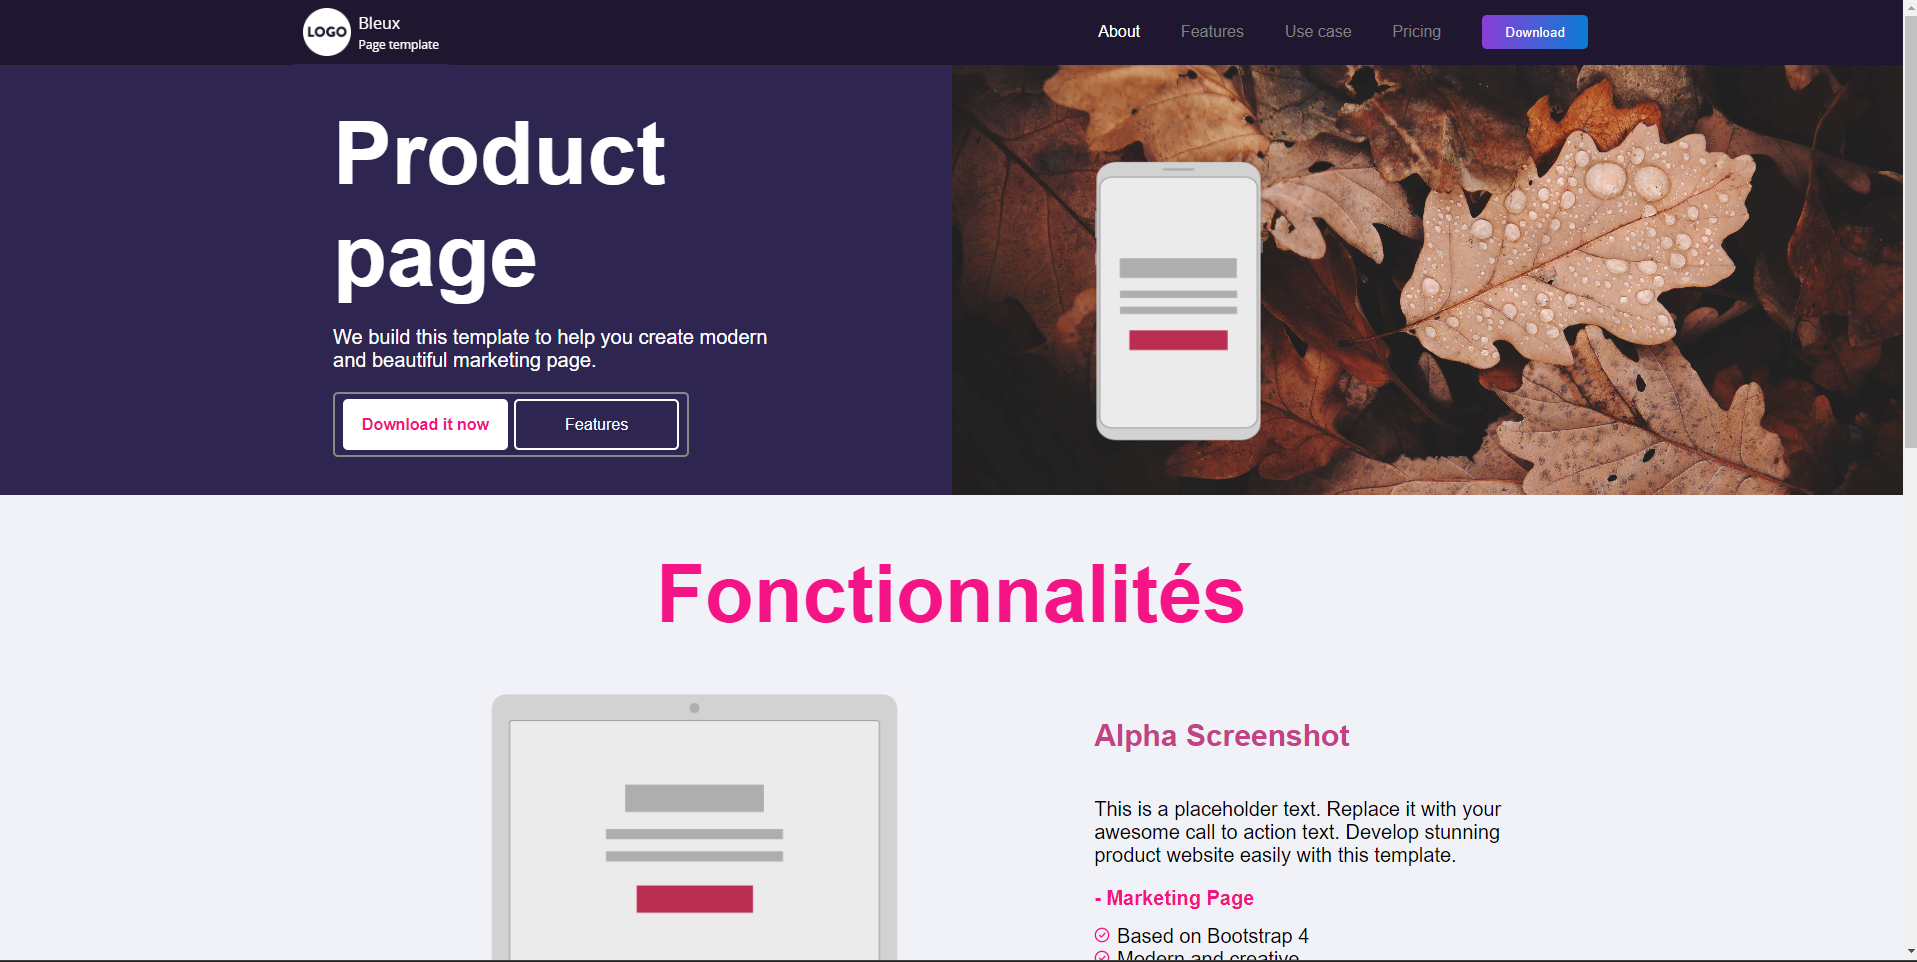 LOGO
Bleux
Page template
About
Features
Use case
Pricing
Download
Product
page
We build this template to help you create modern
and beautiful marketing page.
Download it now
Features
Fonctionnalités
Alpha Screenshot
This is a placeholder text. Replace it with your
awesome call to action text. Develop stunning
product website easily with this template.
- Marketing Page
Based on Bootstrap 4
Modern and creative